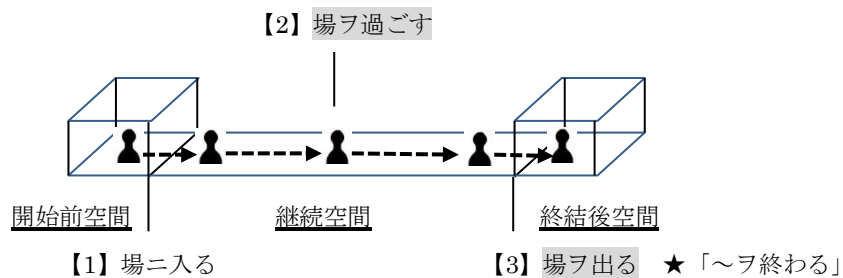 【2】場ヲ過ごす
開始前空間 継続空間 終結後空間
【1】場ニ入る 【3】場ヲ出る ★「～ヲ終わる」